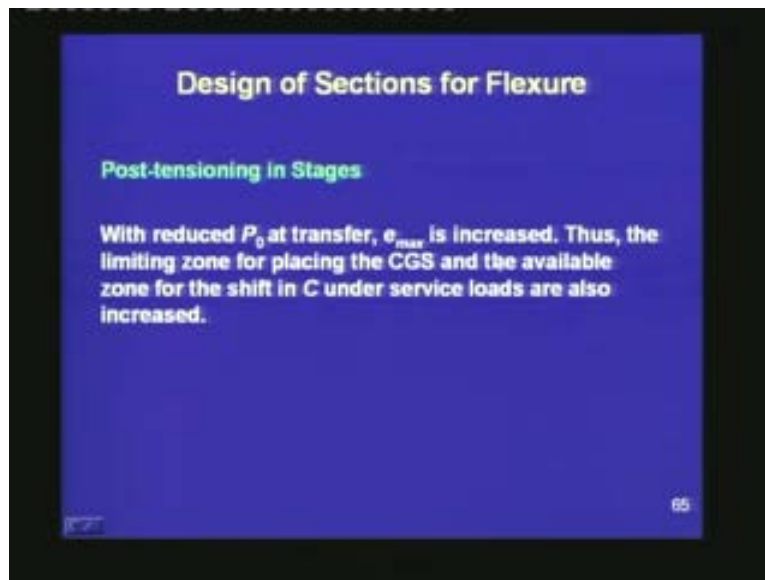 Design of Sections for Flexure
Post-tensioning in Stages
With reduced P0 at transfer, emax is increased. Thus, the
limiting zone for placing the CGS and the available
zone for the shift in C under service loads are also
increased.
65